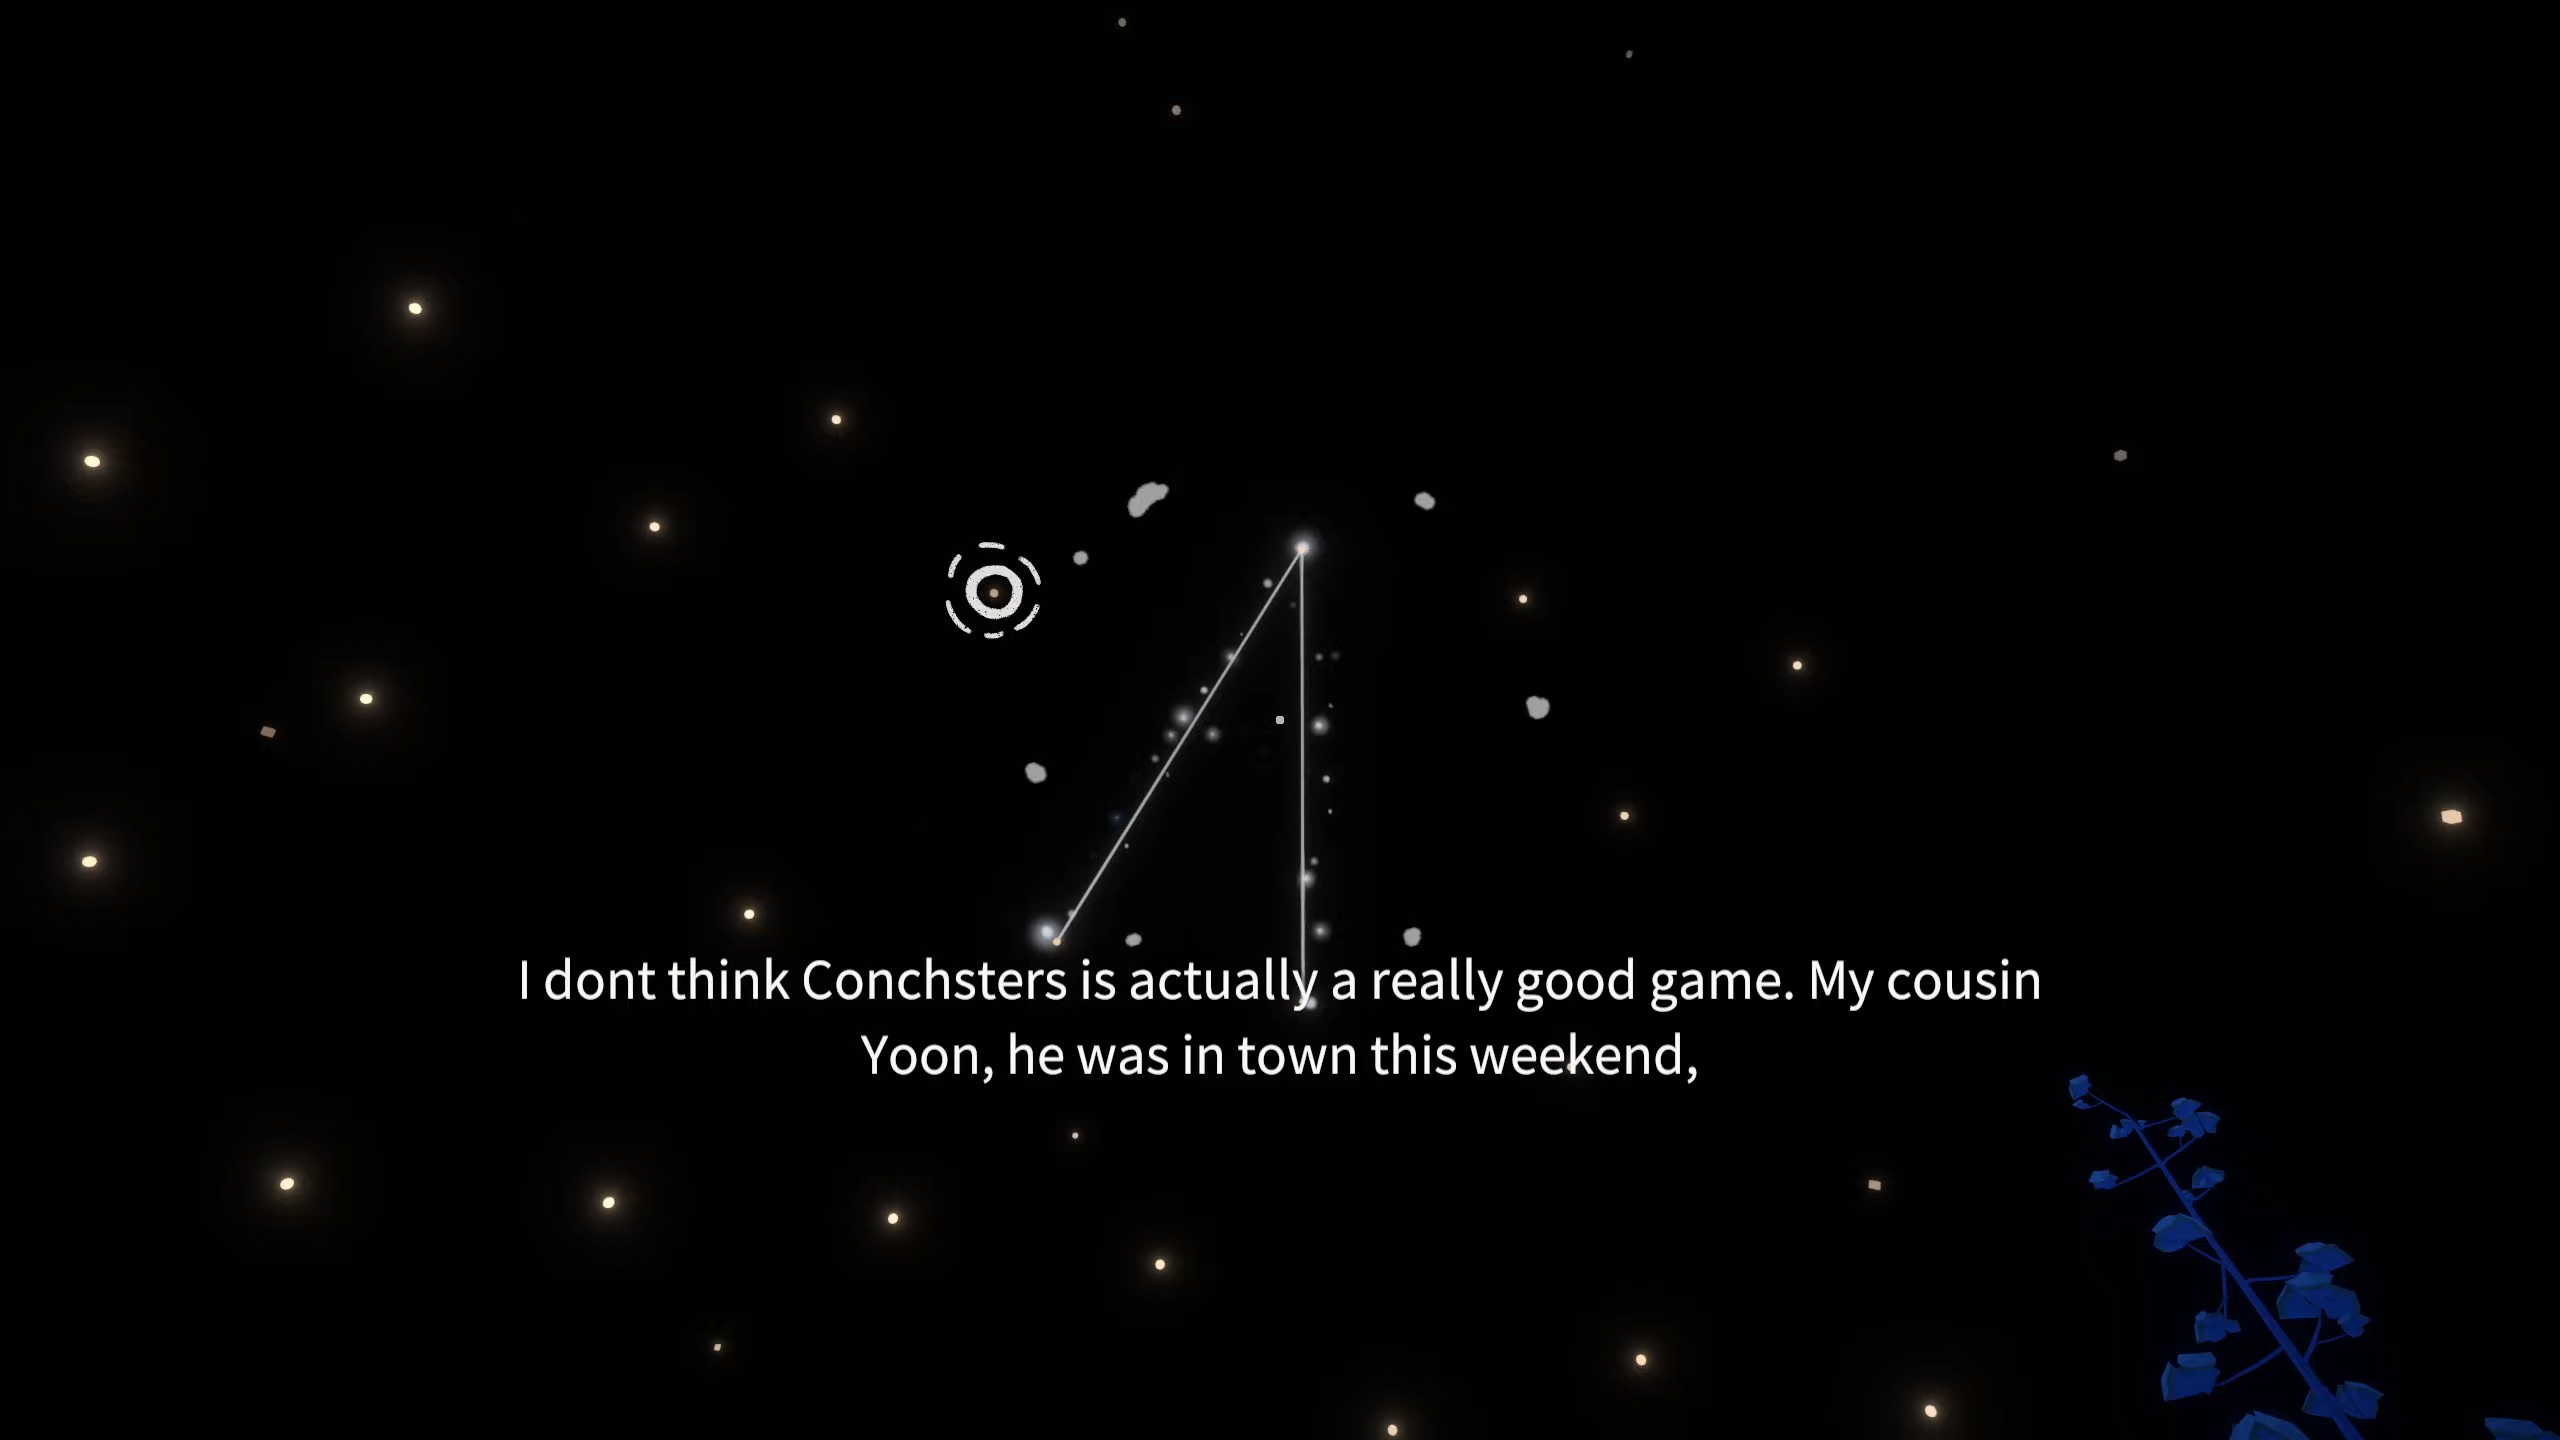 I dont think Conchsters is actually a really good game. My cousin
Yoon, he was in town this weekend,